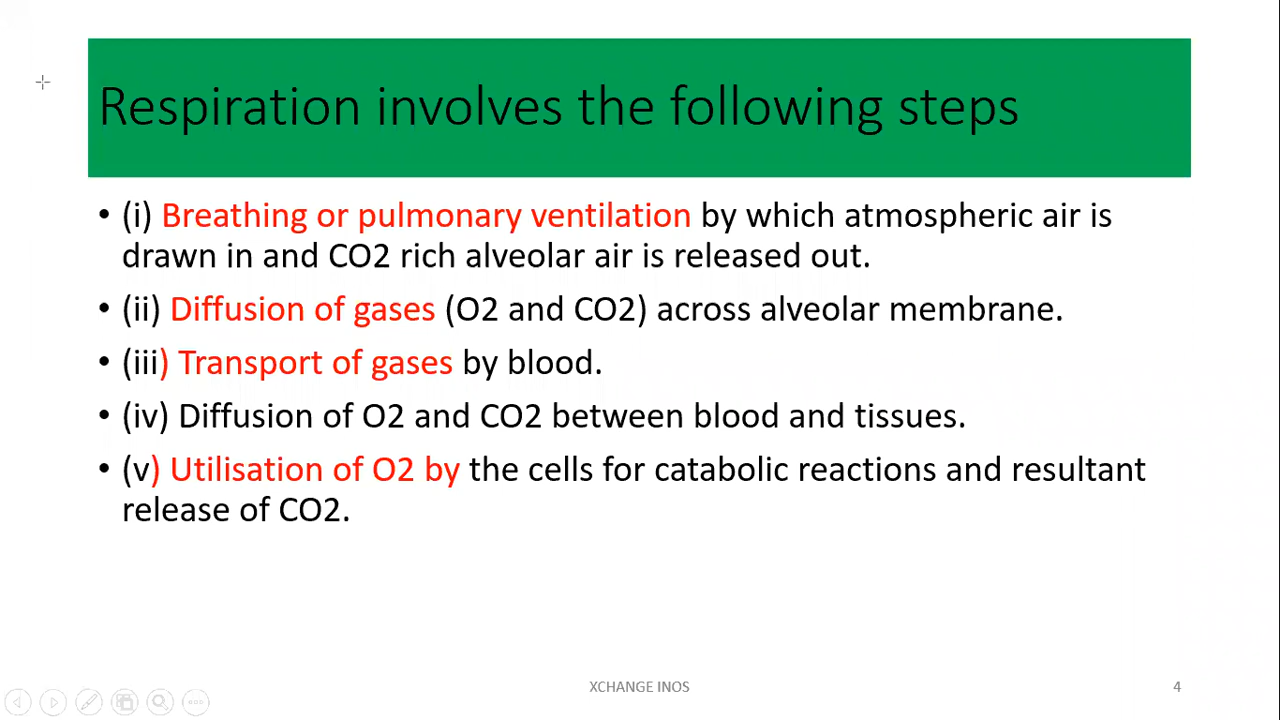 Respiration involves the following steps
• (i) Breathing or pulmonary ventilation by which atmospheric air is
drawn in and CO2 rich alveolar air is released out.
• (ii) Diffusion of gases (O2 and CO2) across alveolar membrane.
• (iii) Transport of gases by blood.
• (iv) Diffusion of O2 and CO2 between blood and tissues.
• (v) Utilisation of O2 by the cells for catabolic reactions and resultant
release of CO2.
XCHANGE INOS
4